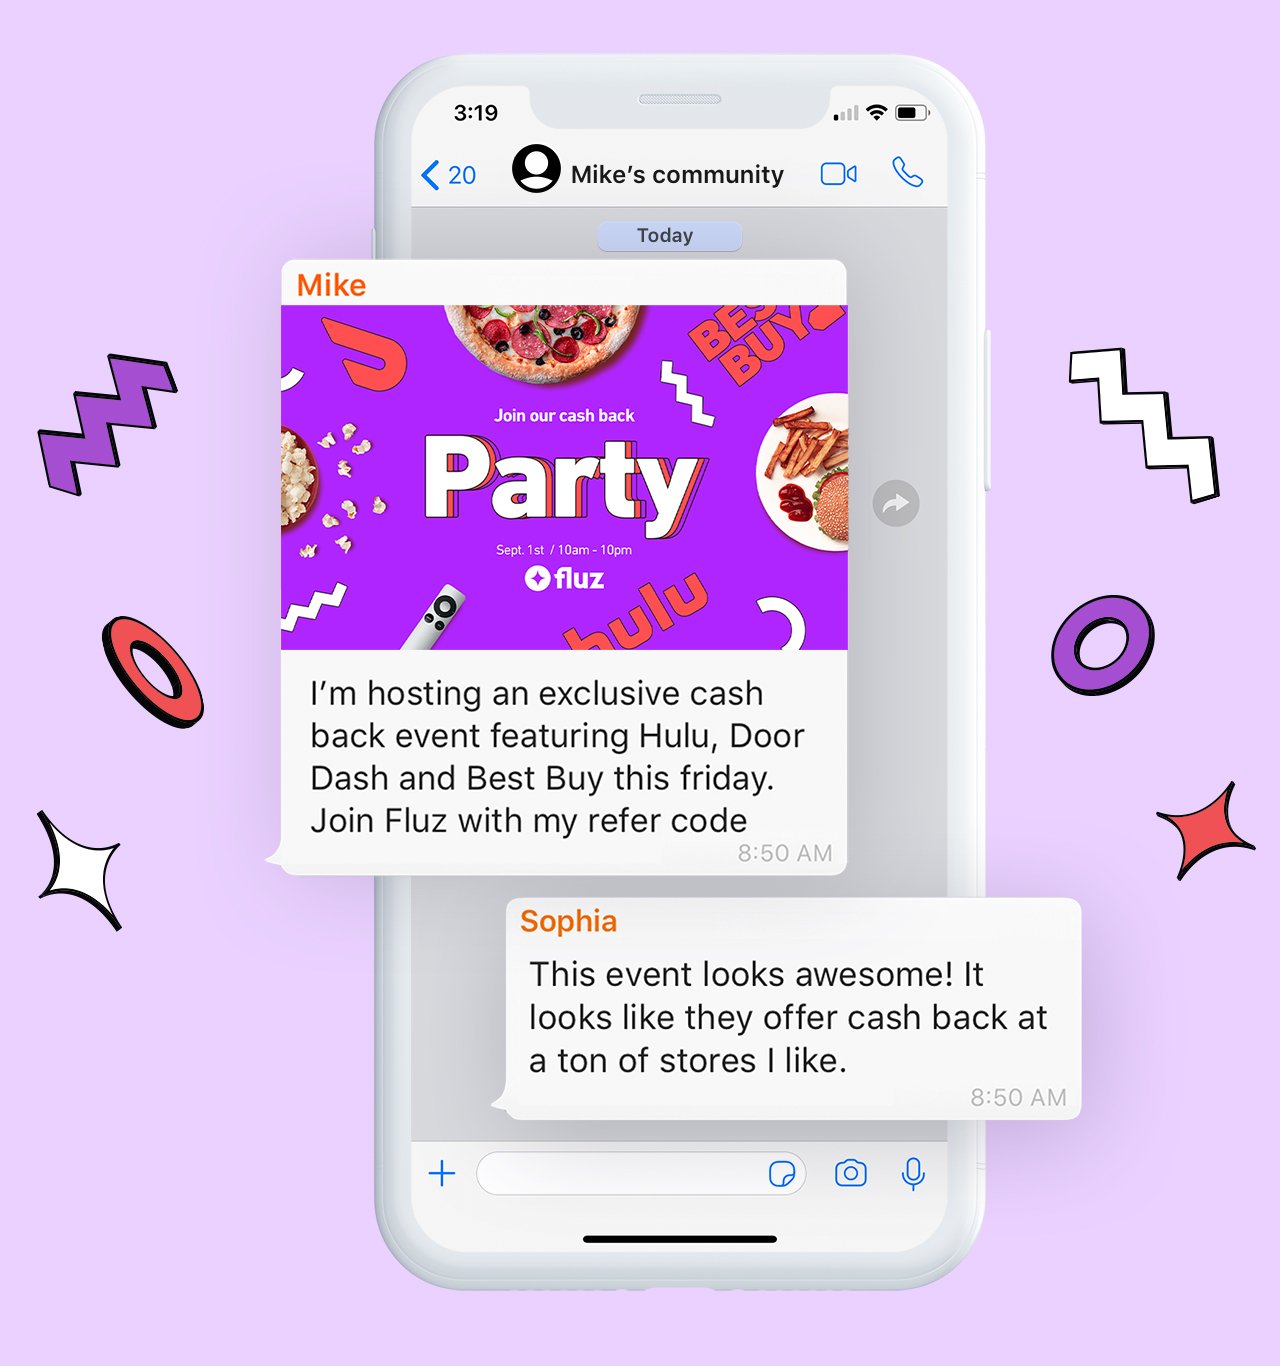 3:19
20
Mike’s community
Today
Mike
BEST
BUY
Join our cash back
Party
Sept. 1st / 10am - 10pm
fluz
hulu
I’m hosting an exclusive cash
back event featuring Hulu, Door
Dash and Best Buy this friday.
Join Fluz with my refer code
8:50 AM
Sophia
This event looks awesome! It
looks like they offer cash back at
a ton of stores I like.
8:50 AM